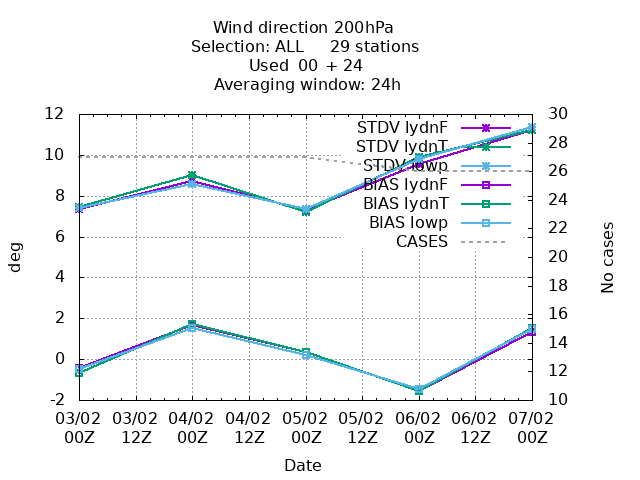 Wind direction 200hPa
Selection: ALL 29 stations
Used 00 + 24
Averaging window: 24h
12
10
8
6
4
2
0
-2
deg
30
28
26
24
22
20
18
16
14
12
10
No cases
STDV lydnF
STDV lydnT
STDV lowp
BIAS lydnF
BIAS lydnT
BIAS lowp
CASES
03/02 03/02 04/02 04/02 05/02 05/02 06/02 06/02 07/02
00Z 12Z 00Z 12Z 00Z 12Z 00Z 12Z 00Z
Date